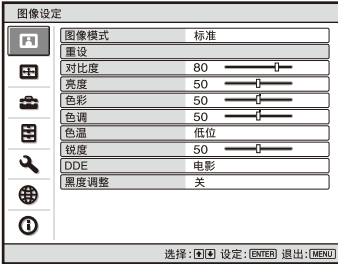 图像设定
图像模式 标准
重设
对比度 80
亮度 50
色彩 50
色调 50
色温 低位
锐度 50
DDE 电影
黑度调整 关
选择:↑↓ 设定:ENTER 退出:MENU